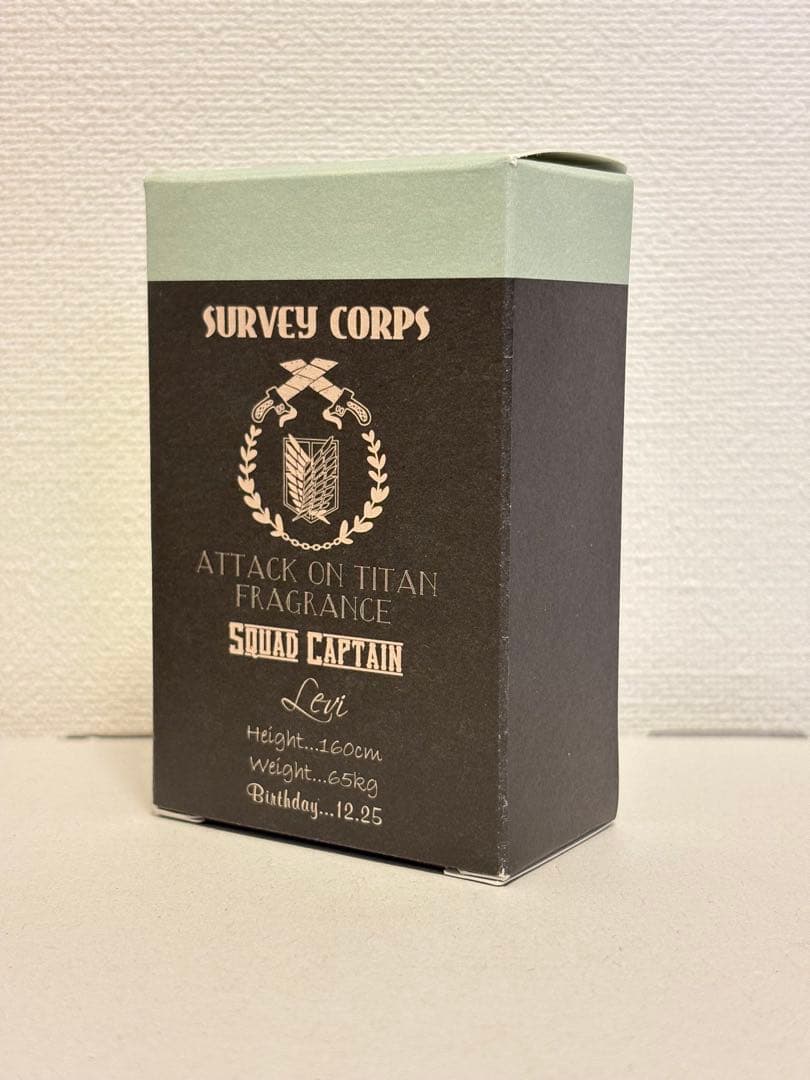 SURVEY CORPS
ATTACK ON TITAN
FRAGRANCE
SQUAD CAPTAIN
Levi
Height...160cm
Weight...65kg
Birthday...12.25